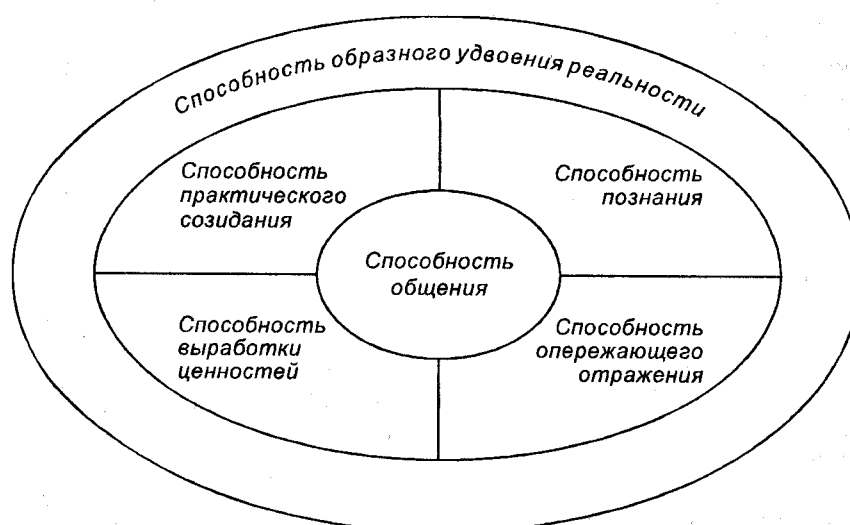 Способность образного удвоения реальности
Способность
практического
созидания
Способность
познания
Способность
общения
Способность
выработки
ценностей
Способность
опережающего
отражения